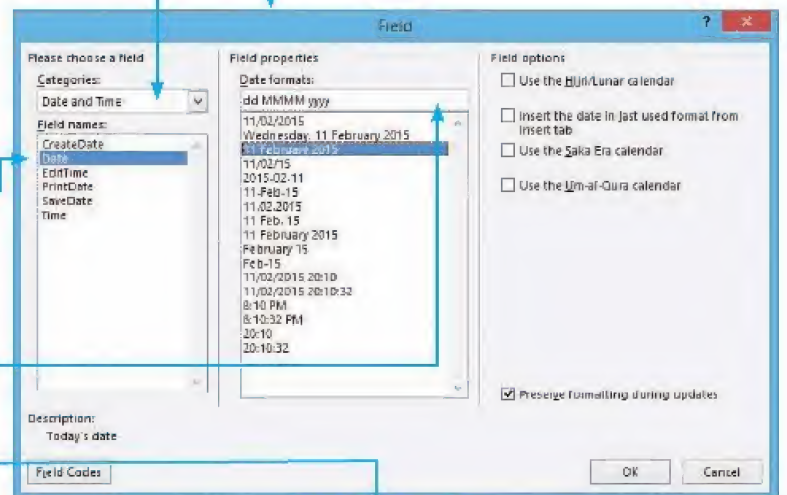 Field
Please choose a field
Categories:
Date and Time
Field names:
CreateDate
Date
EditTime
PrintDate
SaveDate
Time
Description:
Today's date
Field Codes
Field properties
Date formats:
dd MMMM yyyy
11/02/2015
Wednesday, 11 February 2015
11 February 2015
11/02/15
2015-02-11
11-Feb-15
11.02.2015
11 Feb. 15
11 February 2015
February 15
Feb-15
11/02/2015 20:10
11/02/2015 20:10:32
8:10 PM
8:10:32 PM
20:10
20:10:32
Field options
Use the Hijri/Lunar calendar
Insert the date in last used format from
Insert tab
Use the Saka Era calendar
Use the Um-al-Qura calendar
Preserve formatting during updates
OK
Cancel